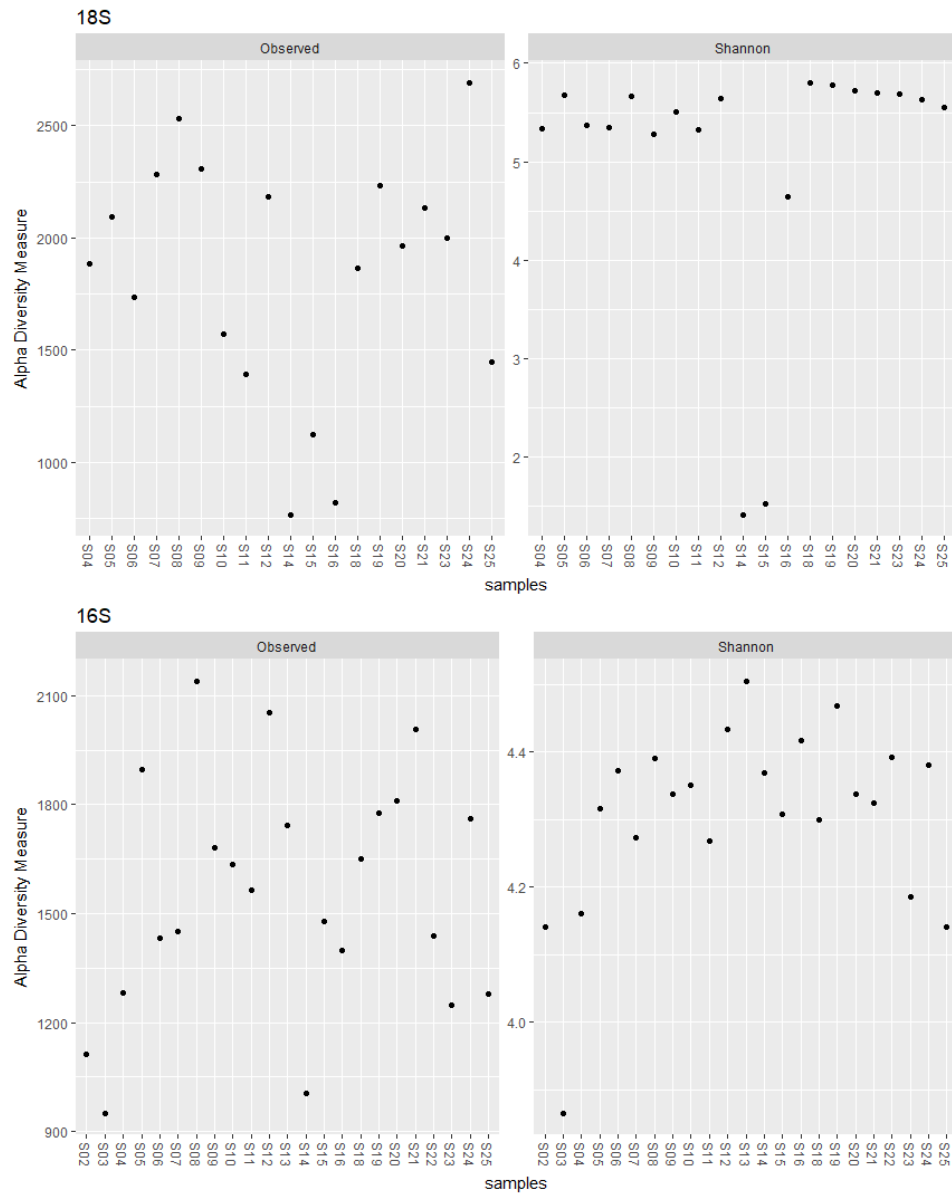 18S
Observed
Shannon
Alpha Diversity Measure
2500
2000
1500
1000
6
5
4
3
2
S04 S05 S06 S07 S08 S09 S10 S11 S12 S14 S15 S16 S18 S19 S20 S21 S23 S24 S25
S04 S05 S06 S07 S08 S09 S10 S11 S12 S14 S15 S16 S18 S19 S20 S21 S23 S24 S25
samples
16S
Observed
Shannon
Alpha Diversity Measure
2100
1800
1500
1200
900
4.4
4.2
4.0
S02 S03 S04 S05 S06 S07 S08 S09 S10 S11 S12 S13 S14 S15 S16 S18 S19 S20 S21 S22 S23 S24 S25
S02 S03 S04 S05 S06 S07 S08 S09 S10 S11 S12 S13 S14 S15 S16 S18 S19 S20 S21 S22 S23 S24 S25
samples